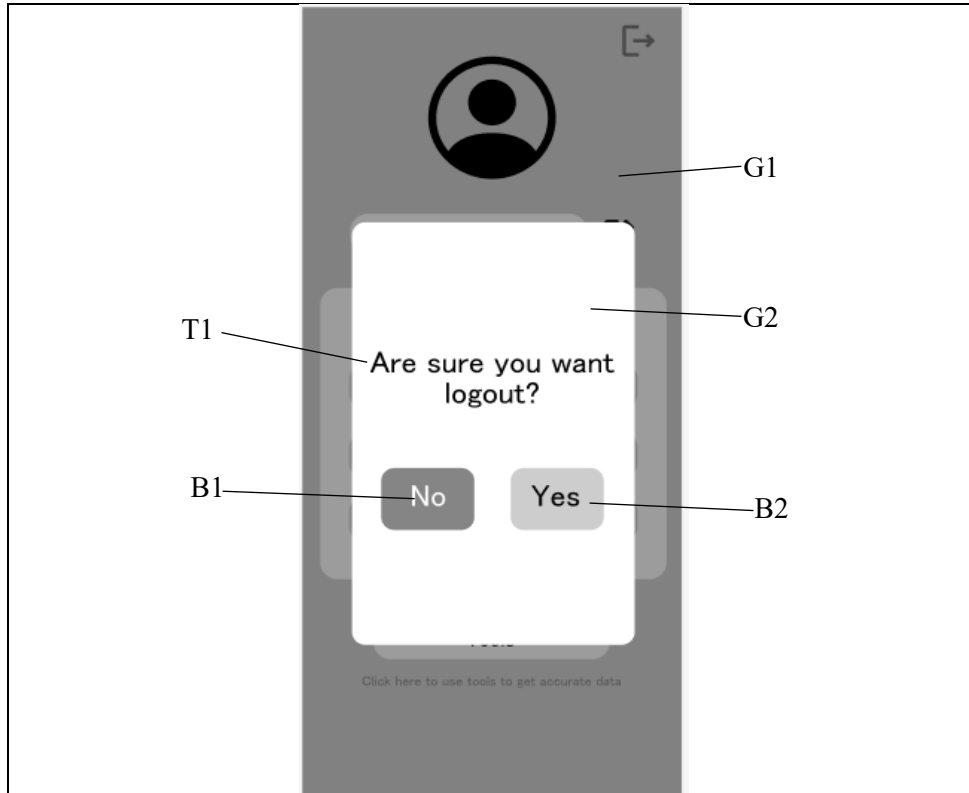 G1
G2
T1
Are sure you want
logout?
B1
No
Yes
B2
Tools
Click here to use tools to get accurate data